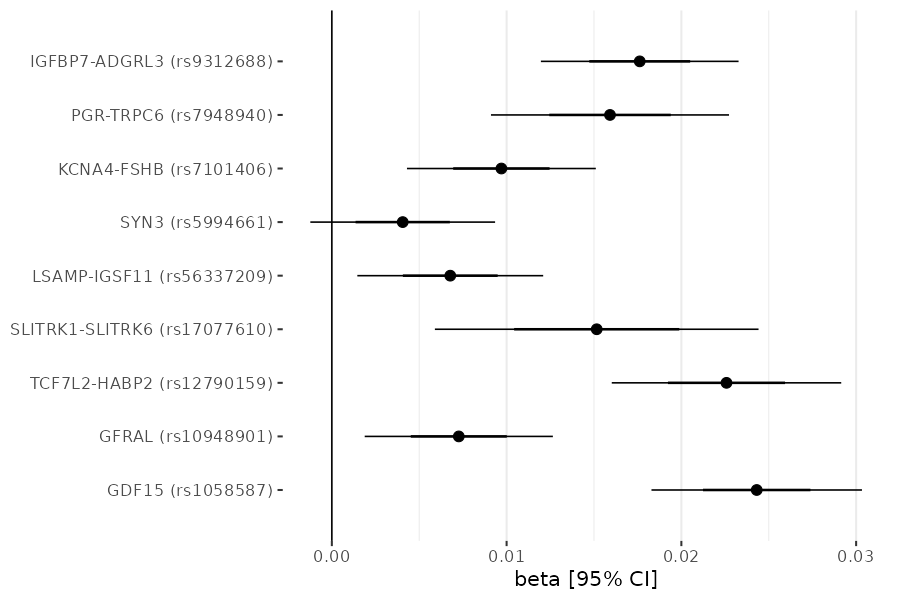 IGFBP7-ADGRL3 (rs9312688)
PGR-TRPC6 (rs7948940)
KCNA4-FSHB (rs7101406)
SYN3 (rs5994661)
LSAMP-IGSF11 (rs56337209)
SLITRK1-SLITRK6 (rs17077610)
TCF7L2-HABP2 (rs12790159)
GFRAL (rs10948901)
GDF15 (rs1058587)
0.00 0.01 0.02 0.03
beta [95% CI]